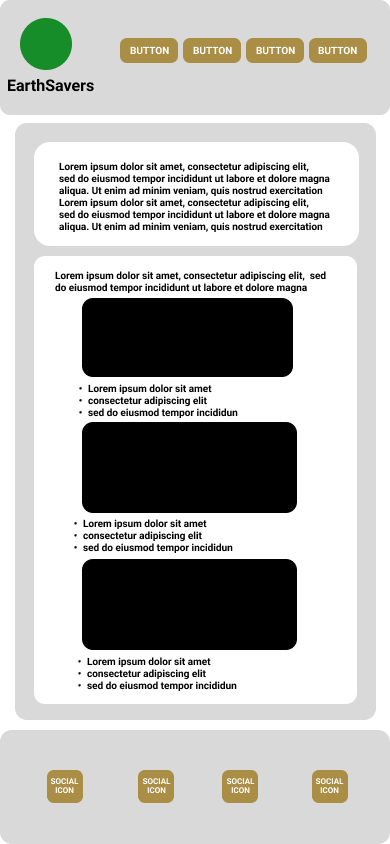 BUTTON BUTTON BUTTON BUTTON
EarthSavers
Lorem ipsum dolor sit amet, consectetur adipiscing elit,
sed do eiusmod tempor incididunt ut labore et dolore magna
aliqua. Ut enim ad minim veniam, quis nostrud exercitation
Lorem ipsum dolor sit amet, consectetur adipiscing elit,
sed do eiusmod tempor incididunt ut labore et dolore magna
aliqua. Ut enim ad minim veniam, quis nostrud exercitation
Lorem ipsum dolor sit amet, consectetur adipiscing elit, sed
do eiusmod tempor incididunt ut labore et dolore magna
• Lorem ipsum dolor sit amet
• consectetur adipiscing elit
• sed do eiusmod tempor incididun
• Lorem ipsum dolor sit amet
• consectetur adipiscing elit
• sed do eiusmod tempor incididun
• Lorem ipsum dolor sit amet
• consectetur adipiscing elit
• sed do eiusmod tempor incididun
SOCIAL
ICON
SOCIAL
ICON
SOCIAL
ICON
SOCIAL
ICON